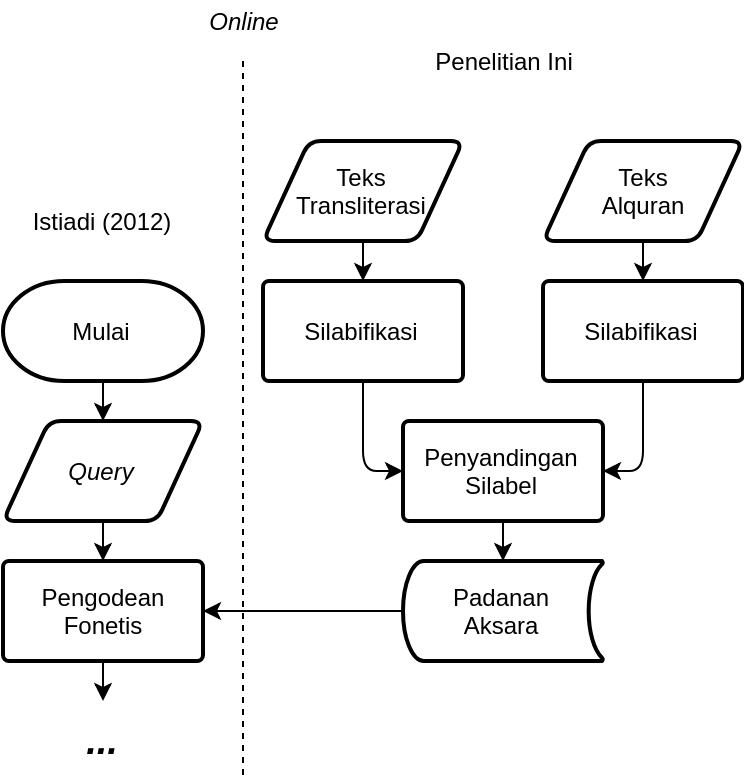 Online
Penelitian Ini
Teks
Transliterasi
Teks
Alquran
Istiadi (2012)
Mulai
Silabifikasi
Silabifikasi
Query
Penyandingan
Silabel
Pengodean
Fonetis
Padanan
Aksara
...